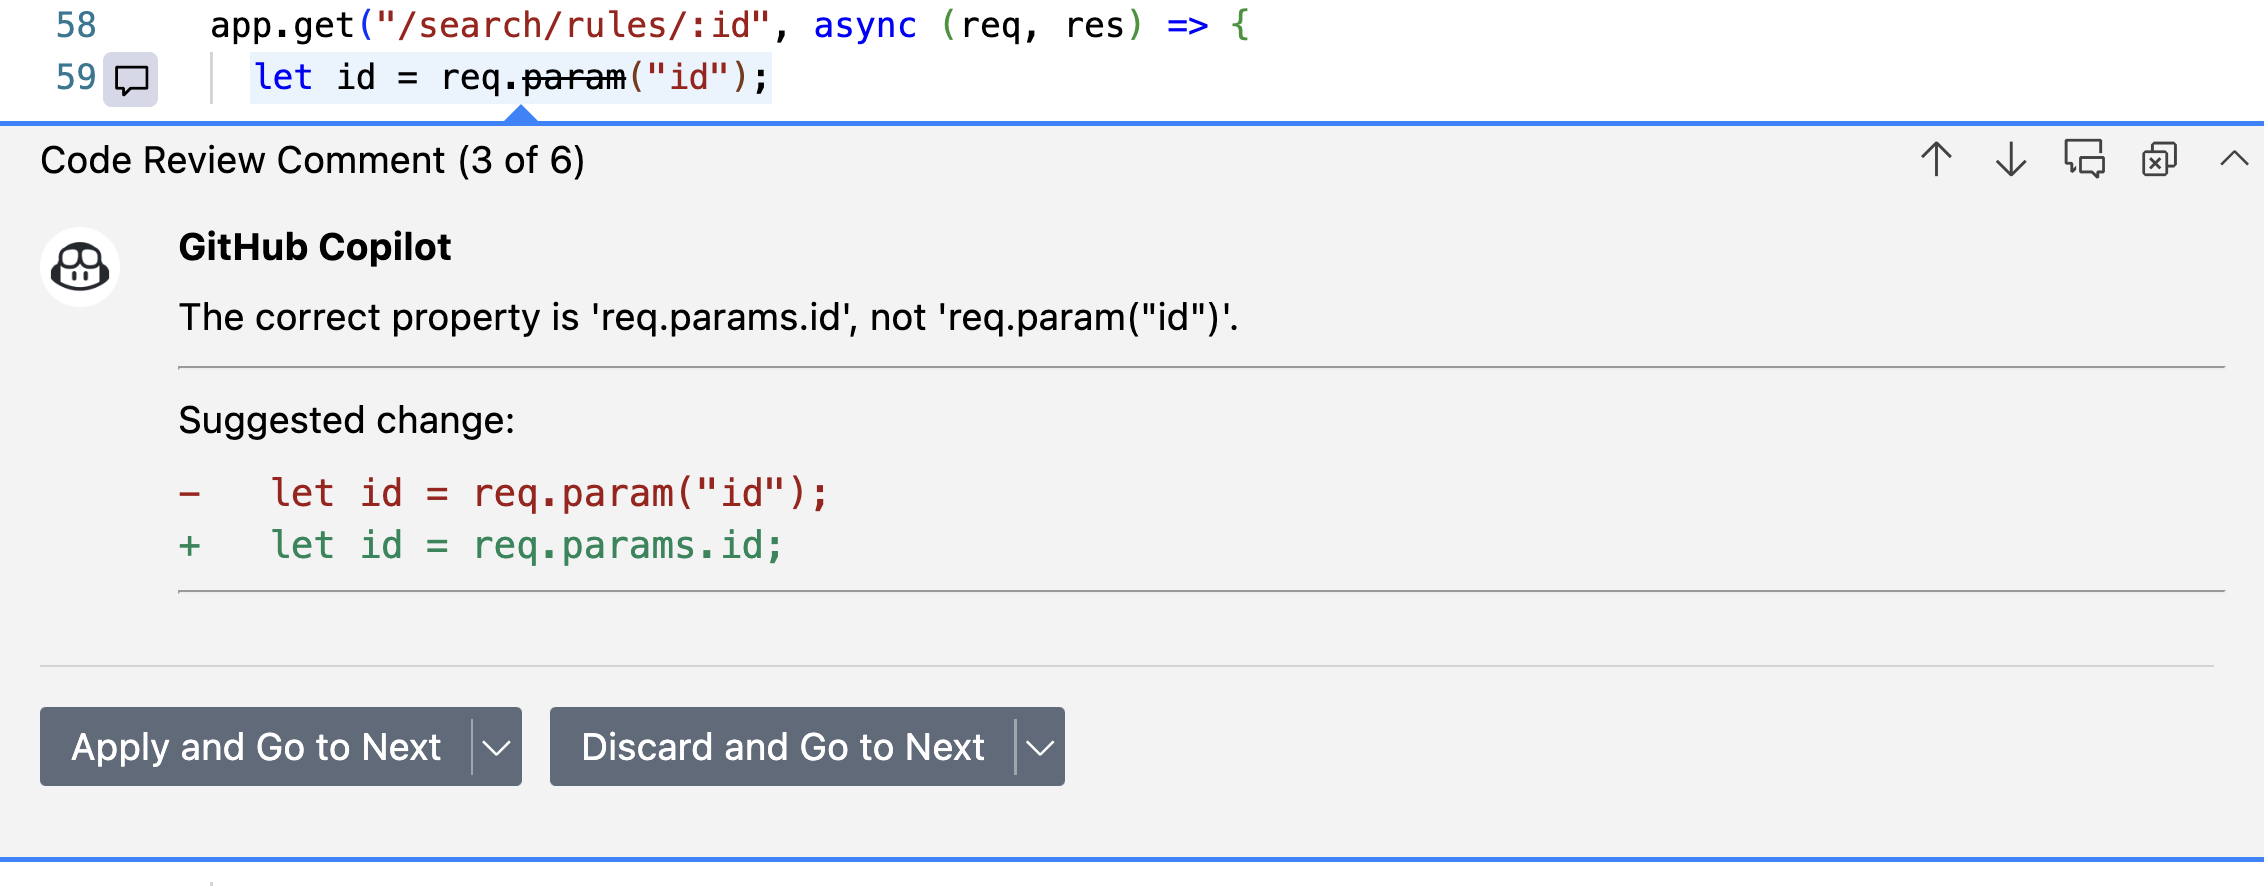 58 app.get("/search/rules/:id", async (req, res) => {
59 let id = req.param("id");
Code Review Comment (3 of 6)
GitHub Copilot
The correct property is 'req.params.id', not 'req.param("id")'.
Suggested change:
- let id = req.param("id");
+ let id = req.params.id;
Apply and Go to Next
Discard and Go to Next